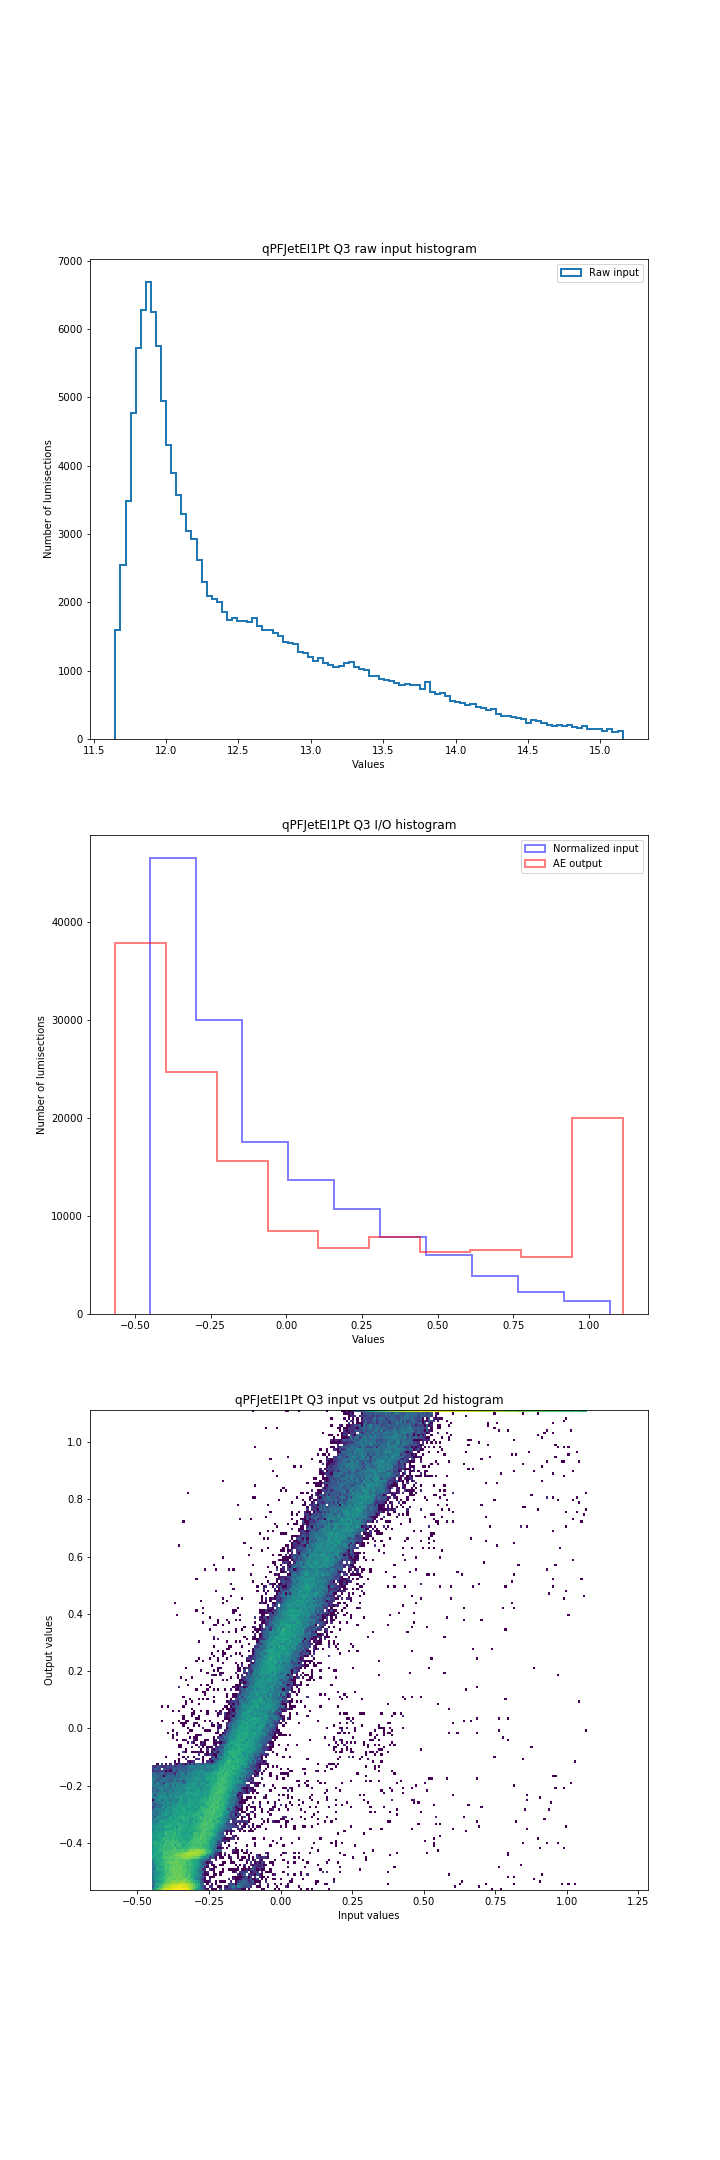 qPFJetEI1Pt Q3 raw input histogram
Raw input
7000
6000
5000
4000
3000
2000
1000
0
Number of lumisections
11.5 12.0 12.5 13.0 13.5 14.0 14.5 15.0
Values
qPFJetEI1Pt Q3 I/O histogram
Normalized input
AE output
40000
30000
20000
10000
0
Number of lumisections
−0.50 −0.25 0.00 0.25 0.50 0.75 1.00
Values
qPFJetEI1Pt Q3 input vs output 2d histogram
1.0
0.8
0.6
0.4
0.2
0.0
−0.2
−0.4
Output values
−0.50 −0.25 0.00 0.25 0.50 0.75 1.00 1.25
Input values